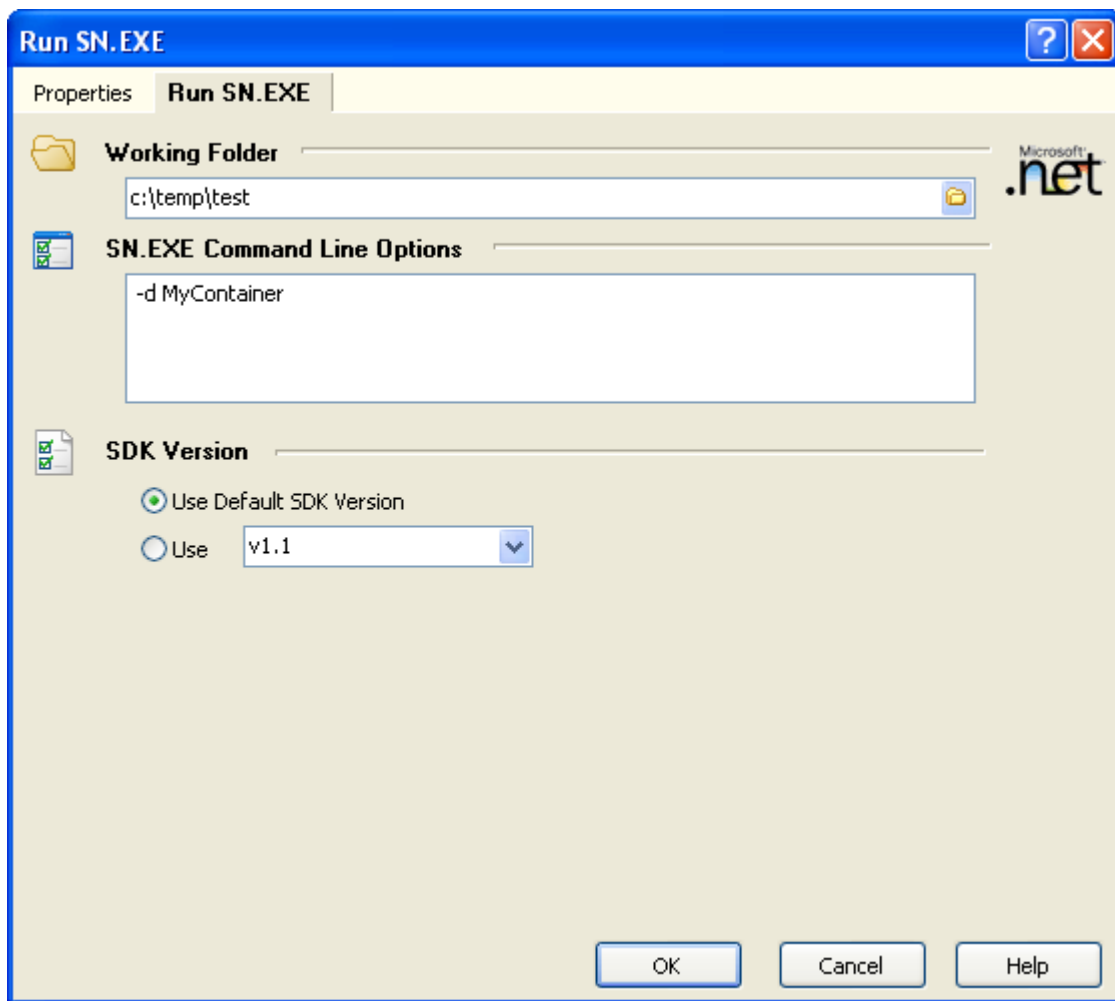 Run SN.EXE
Properties Run SN.EXE
Working Folder
Microsoft
.net
c:\temp\test
SN.EXE Command Line Options
-d MyContainer
SDK Version
Use Default SDK Version
Use v1.1
OK Cancel Help